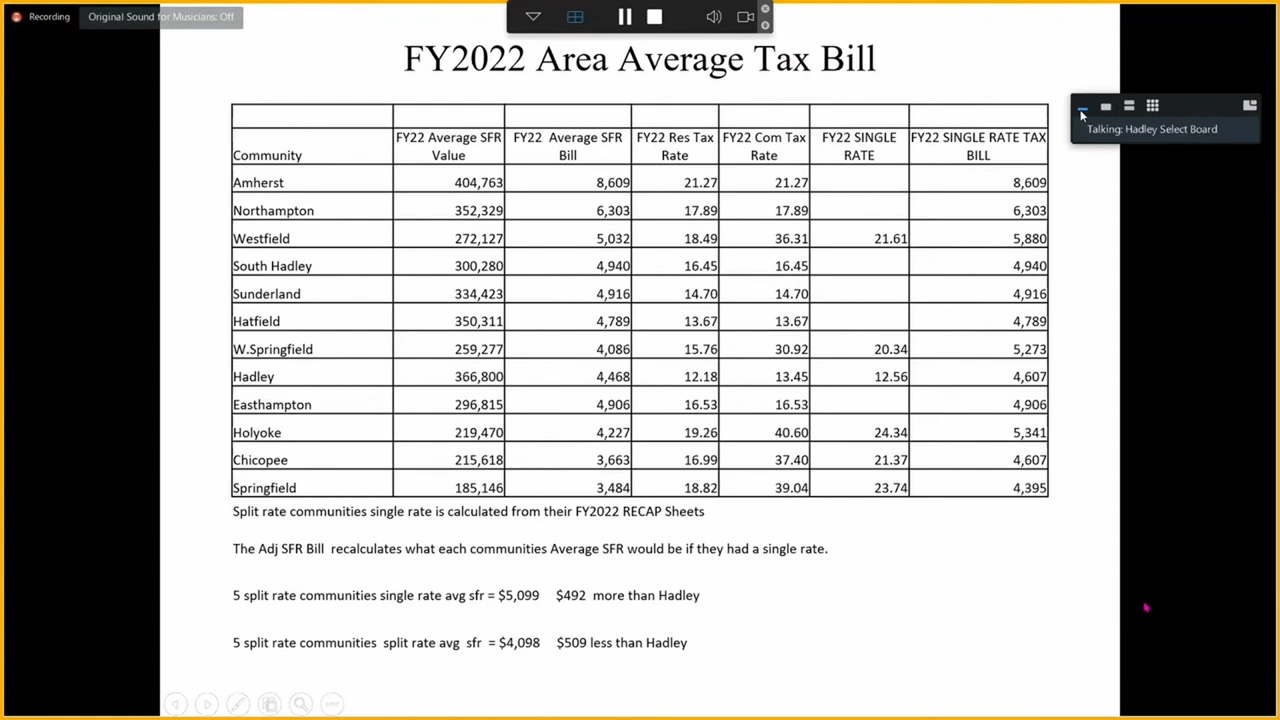 Recording
Original Sound for Musicians: Off
FY2022 Area Average Tax Bill
Talking: Hadley Select Board
Community | FY22 Average SFR Value | FY22 Average SFR Bill | FY22 Res Tax Rate | FY22 Com Tax Rate | FY22 SINGLE RATE | FY22 SINGLE RATE TAX BILL
Amherst 404,763 8,609 21.27 21.27 8,609
Northampton 352,329 6,303 17.89 17.89 6,303
Westfield 272,127 5,032 18.49 36.31 21.61 5,880
South Hadley 300,280 4,940 16.45 16.45 4,940
Sunderland 334,423 4,916 14.70 14.70 4,916
Hatfield 350,311 4,789 13.67 13.67 4,789
W.Springfield 259,277 4,086 15.76 30.92 20.34 5,273
Hadley 366,800 4,468 12.18 13.45 12.56 4,607
Easthampton 296,815 4,906 16.53 16.53 4,906
Holyoke 219,470 4,227 19.26 40.60 24.34 5,341
Chicopee 215,618 3,663 16.99 37.40 21.37 4,607
Springfield 185,146 3,484 18.82 39.04 23.74 4,395
Split rate communities single rate is calculated from their FY2022 RECAP Sheets
The Adj SFR Bill recalculates what each communities Average SFR would be if they had a single rate.
5 split rate communities single rate avg sfr = $5,099 $492 more than Hadley
5 split rate communities split rate avg sfr = $4,098 $509 less than Hadley